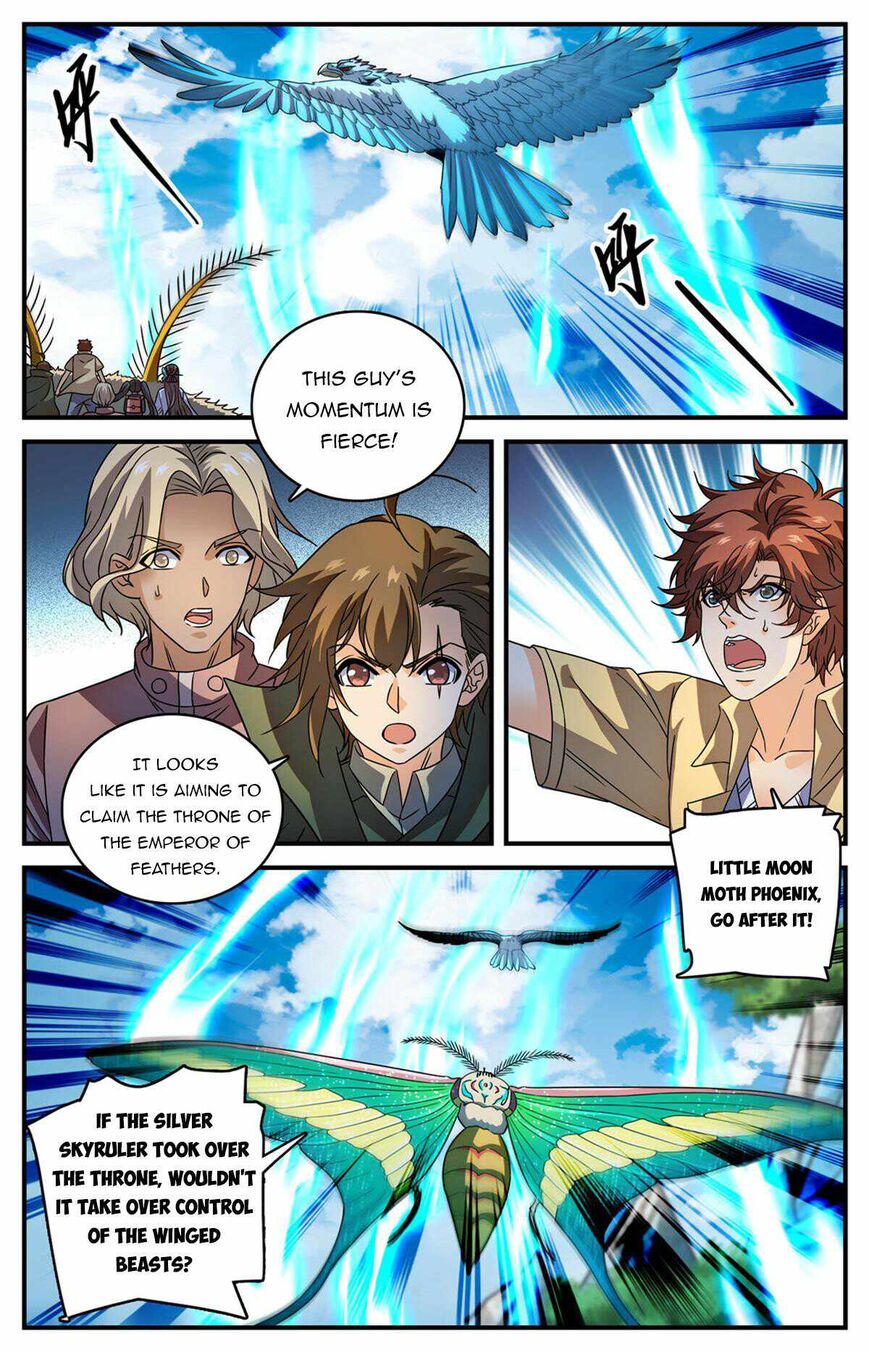 呼
呼
THIS GUY'S
MOMENTUM IS
FIERCE!
IT LOOKS
LIKE IT IS AIMING TO
CLAIM THE THRONE OF
THE EMPEROR OF
FEATHERS.
LITTLE MOON
MOTH PHOENIX,
GO AFTER IT!
IF THE SILVER
SKYRULER TOOK OVER
THE THRONE, WOULDN'T
IT TAKE OVER CONTROL
OF THE WINGED
BEASTS?